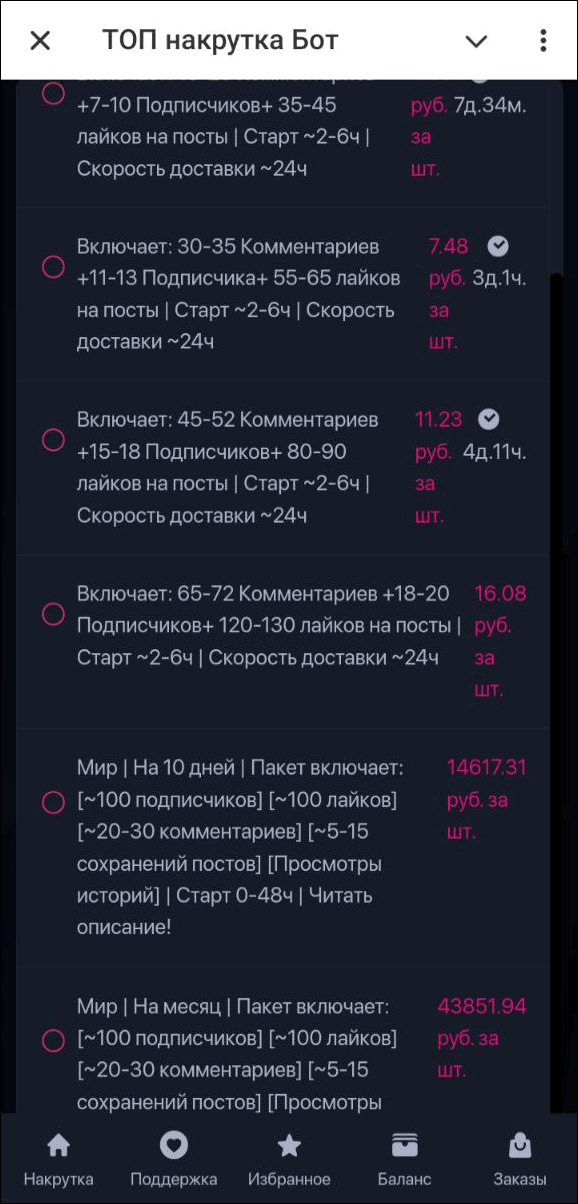 ТОП накрутка Бот
+7-10 Подписчиков+ 35-45
лайков на посты | Старт ~2-6ч |
Скорость доставки ~24ч
руб. 7д.34м.
за
шт.
Включает: 30-35 Комментариев
+11-13 Подписчика+ 55-65 лайков
на посты | Старт ~2-6ч | Скорость
доставки ~24ч
7.48
руб. 3д.1ч.
за
шт.
Включает: 45-52 Комментариев
+15-18 Подписчиков+ 80-90
лайков на посты | Старт ~2-6ч |
Скорость доставки ~24ч
11.23
руб. 4д.11ч.
за
шт.
Включает: 65-72 Комментариев +18-20
Подписчиков+ 120-130 лайков на посты |
Старт ~2-6ч | Скорость доставки ~24ч
16.08
руб.
за
шт.
Мир | На 10 дней | Пакет включает:
[~100 подписчиков] [~100 лайков]
[~20-30 комментариев] [~5-15
сохранений постов] [Просмотры
историй] | Старт 0-48ч | Читать
описание!
14617.31
руб. за
шт.
Мир | На месяц | Пакет включает:
[~100 подписчиков] [~100 лайков]
[~20-30 комментариев] [~5-15
сохранений постов] [Просмотры
43851.94
руб. за
шт.
Накрутка
Поддержка
Избранное
Баланс
Заказы